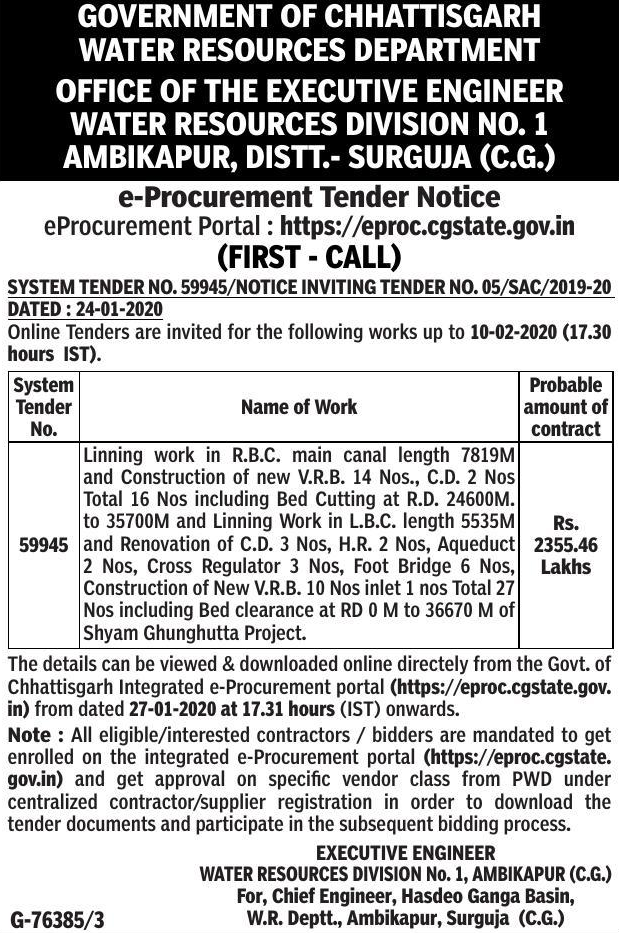 GOVERNMENT OF CHHATTISGARH
WATER RESOURCES DEPARTMENT
OFFICE OF THE EXECUTIVE ENGINEER
WATER RESOURCES DIVISION NO. 1
AMBIKAPUR, DISTT.- SURGUJA (C.G.)
e-Procurement Tender Notice
eProcurement Portal : https://eproc.cgstate.gov.in
(FIRST - CALL)
SYSTEM TENDER NO. 59945/NOTICE INVITING TENDER NO. 05/SAC/2019-20
DATED : 24-01-2020
Online Tenders are invited for the following works up to 10-02-2020 (17.30
hours IST).
System
Tender
No.
Name of Work
Probable
amount of
contract
59945
Linning work in R.B.C. main canal length 7819M
and Construction of new V.R.B. 14 Nos., C.D. 2 Nos
Total 16 Nos including Bed Cutting at R.D. 24600M.
to 35700M and Linning Work in L.B.C. length 5535M
and Renovation of C.D. 3 Nos, H.R. 2 Nos, Aqueduct
2 Nos, Cross Regulator 3 Nos, Foot Bridge 6 Nos,
Construction of New V.R.B. 10 Nos inlet 1 nos Total 27
Nos including Bed clearance at RD 0 M to 36670 M of
Shyam Ghunghutta Project.
Rs.
2355.46
Lakhs
The details can be viewed & downloaded online directely from the Govt. of
Chhattisgarh Integrated e-Procurement portal (https://eproc.cgstate.gov.
in) from dated 27-01-2020 at 17.31 hours (IST) onwards.
Note : All eligible/interested contractors / bidders are mandated to get
enrolled on the integrated e-Procurement portal (https://eproc.cgstate.
gov.in) and get approval on specific vendor class from PWD under
centralized contractor/supplier registration in order to download the
tender documents and participate in the subsequent bidding process.
EXECUTIVE ENGINEER
WATER RESOURCES DIVISION No. 1, AMBIKAPUR (C.G.)
For, Chief Engineer, Hasdeo Ganga Basin,
G-76385/3 W.R. Deptt., Ambikapur, Surguja (C.G.)